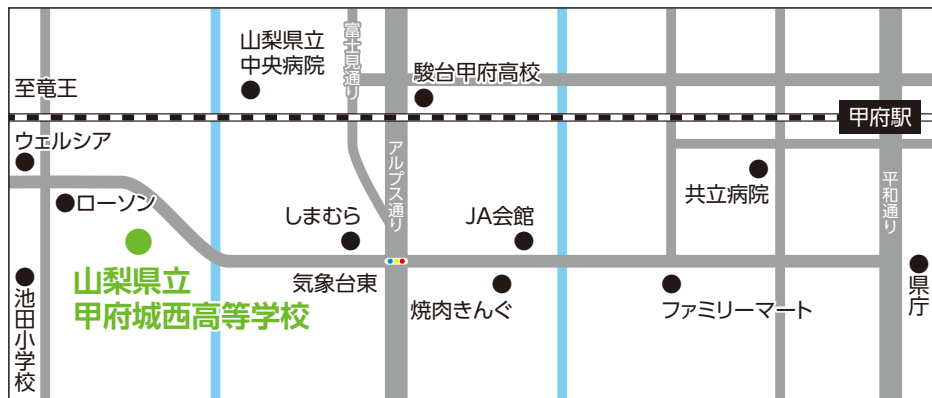 山梨県立
中央病院
富士見通り
駿台甲府高校
至竜王
甲府駅
ウェルシア
アルプス通り
共立病院
平和通り
ローソン
しまむら
JA会館
山梨県立
甲府城西高等学校
気象台東
焼肉きんぐ
ファミリーマート
県庁
池田小学校